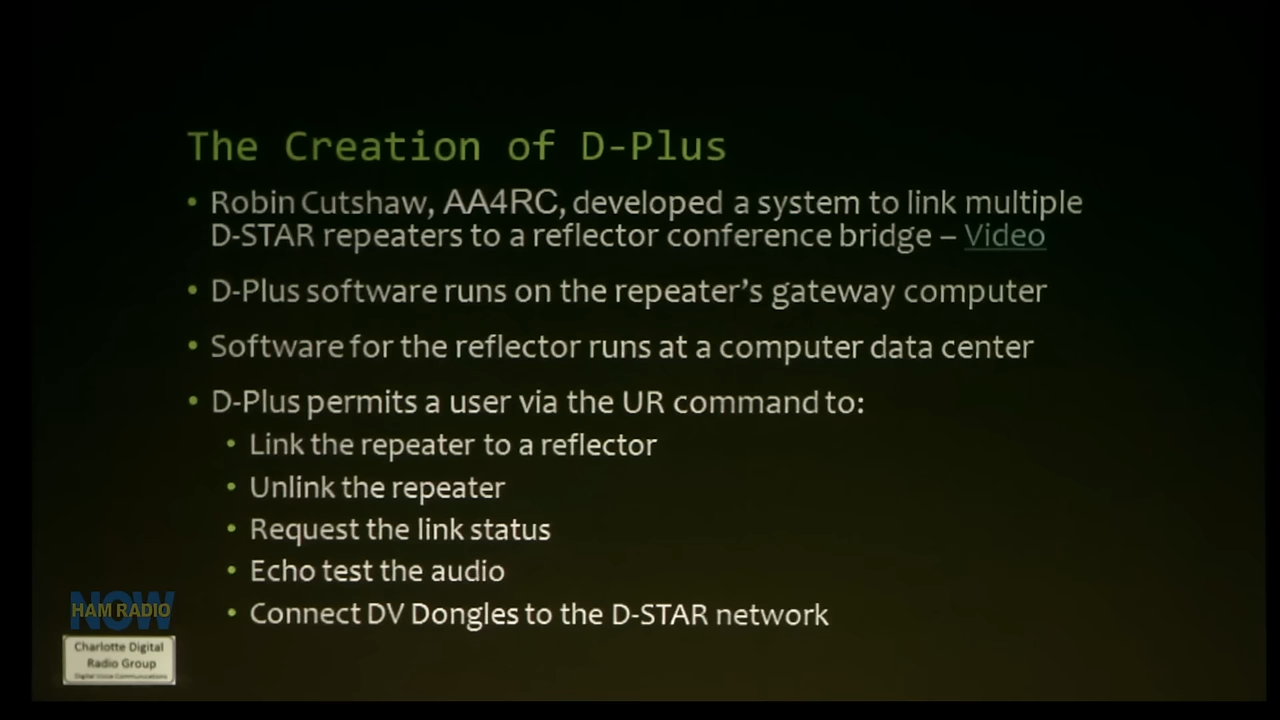 The Creation of D-Plus
• Robin Cutshaw, AA4RC, developed a system to link multiple
D-STAR repeaters to a reflector conference bridge – Video
• D-Plus software runs on the repeater’s gateway computer
• Software for the reflector runs at a computer data center
• D-Plus permits a user via the UR command to:
• Link the repeater to a reflector
• Unlink the repeater
• Request the link status
• Echo test the audio
• Connect DV Dongles to the D-STAR network
NOW
HAM RADIO
Charlotte Digital
Radio Group
Digital Voice Communications